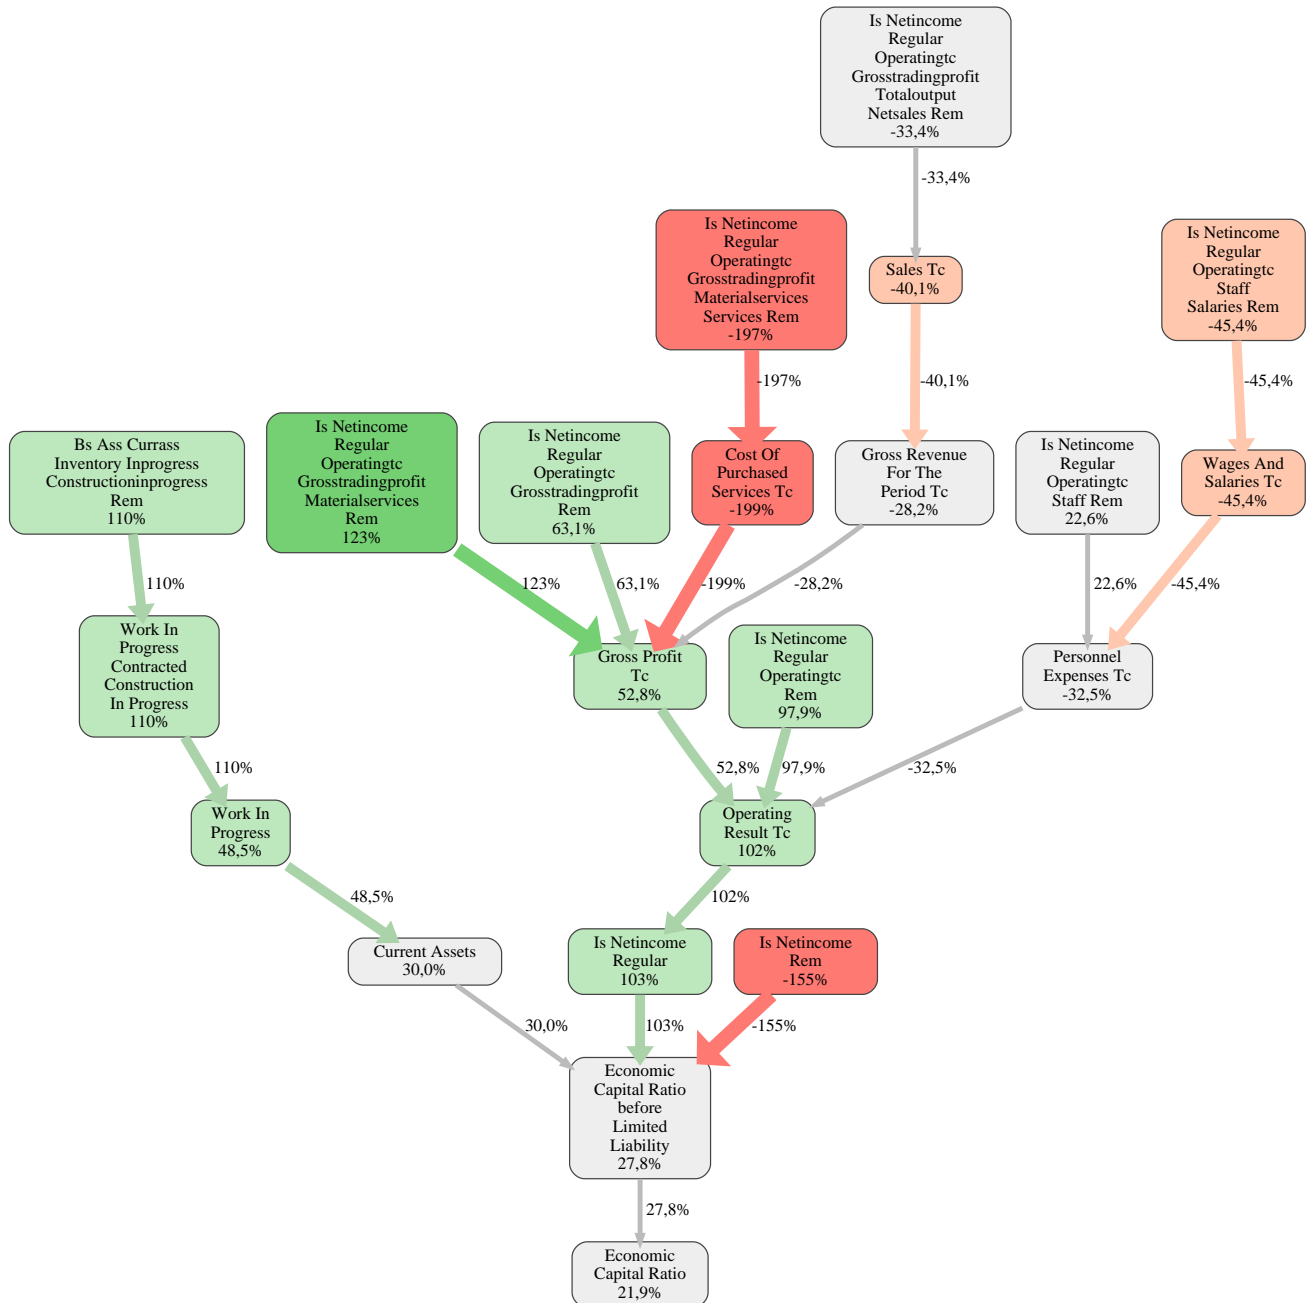 Is Netincome
Regular
Operatingtc
Grosstradingprofit
Totaloutput
Netsales Rem
-33,4%
-33,4%
Is Netincome
Regular
Operatingtc
Grosstradingprofit
Materialservices
Services Rem
-197%
Sales Tc
-40,1%
Is Netincome
Regular
Operatingtc
Staff
Salaries Rem
-45,4%
-197%
-40,1%
-45,4%
Bs Ass Currass
Inventory Inprogress
Constructioninprogress
Rem
110%
Is Netincome
Regular
Operatingtc
Grosstradingprofit
Materialservices
Rem
123%
Is Netincome
Regular
Operatingtc
Grosstradingprofit
Rem
63,1%
Cost Of
Purchased
Services Tc
-199%
Gross Revenue
For The
Period Tc
-28,2%
Is Netincome
Regular
Operatingtc
Staff Rem
22,6%
Wages And
Salaries Tc
-45,4%
110%
123%
63,1%
-199%
-28,2%
22,6%
-45,4%
Work In
Progress
Contracted
Construction
In Progress
110%
Gross Profit
Tc
52,8%
Is Netincome
Regular
Operatingtc
Rem
97,9%
Personnel
Expenses Tc
-32,5%
110%
52,8%
97,9%
-32,5%
Work In
Progress
48,5%
Operating
Result Tc
102%
48,5%
102%
Current Assets
30,0%
Is Netincome
Regular
103%
Is Netincome
Rem
-155%
30,0%
103%
-155%
Economic
Capital Ratio
before
Limited
Liability
27,8%
27,8%
Economic
Capital Ratio
21,9%